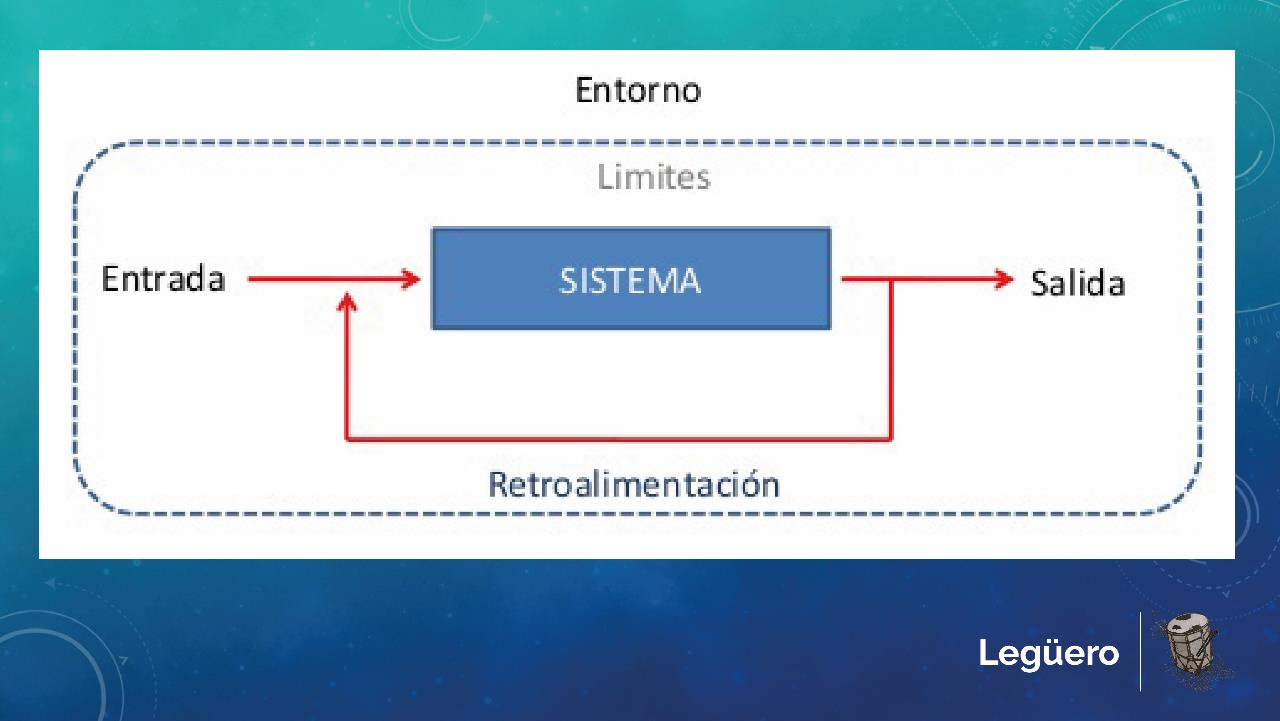 Entorno
Limites
Entrada
SISTEMA
Salida
Retroalimentación
Legüero